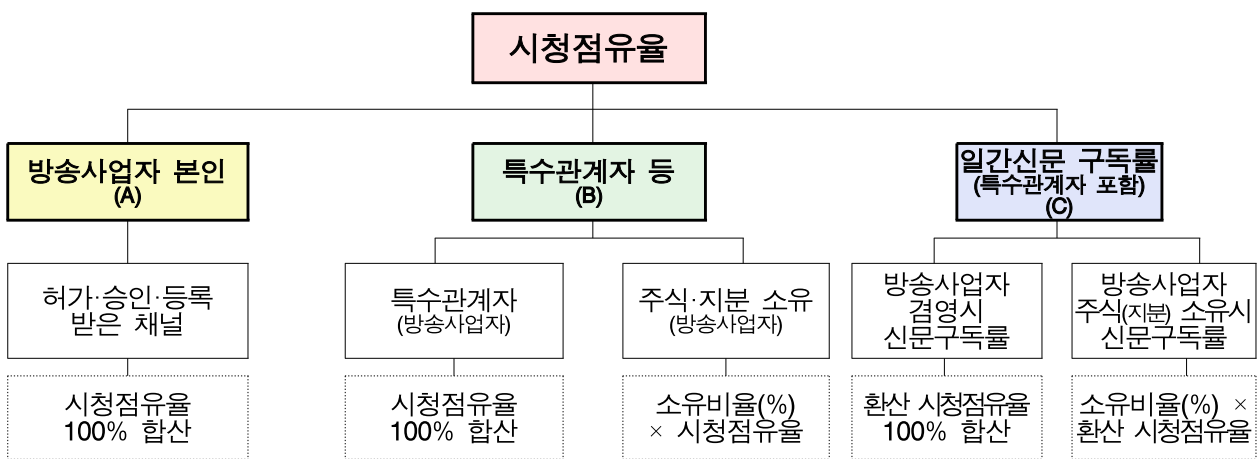 시청점유율
방송사업자 본인
(A)
특수관계자 등
(B)
일간신문 구독률
(특수관계자 포함)
(C)
허가·승인·등록
받은 채널
특수관계자
(방송사업자)
주식·지분 소유
(방송사업자)
방송사업자
겸영시
신문구독률
방송사업자
주식(지분) 소유시
신문구독률
시청점유율
100% 합산
시청점유율
100% 합산
소유비율(%)
× 시청점유율
환산 시청점유율
100% 합산
소유비율(%) ×
환산 시청점유율